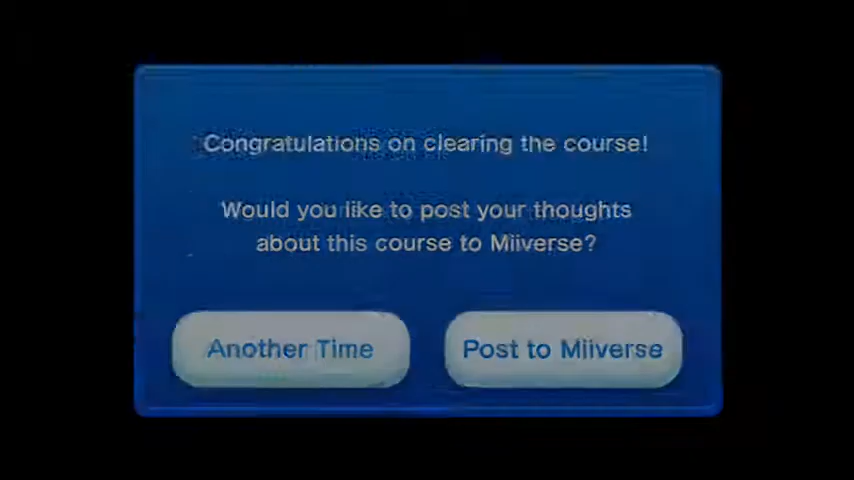 Congratulations on clearing the course!
Would you like to post your thoughts
about this course to Miiverse?
Another Time
Post to Miiverse